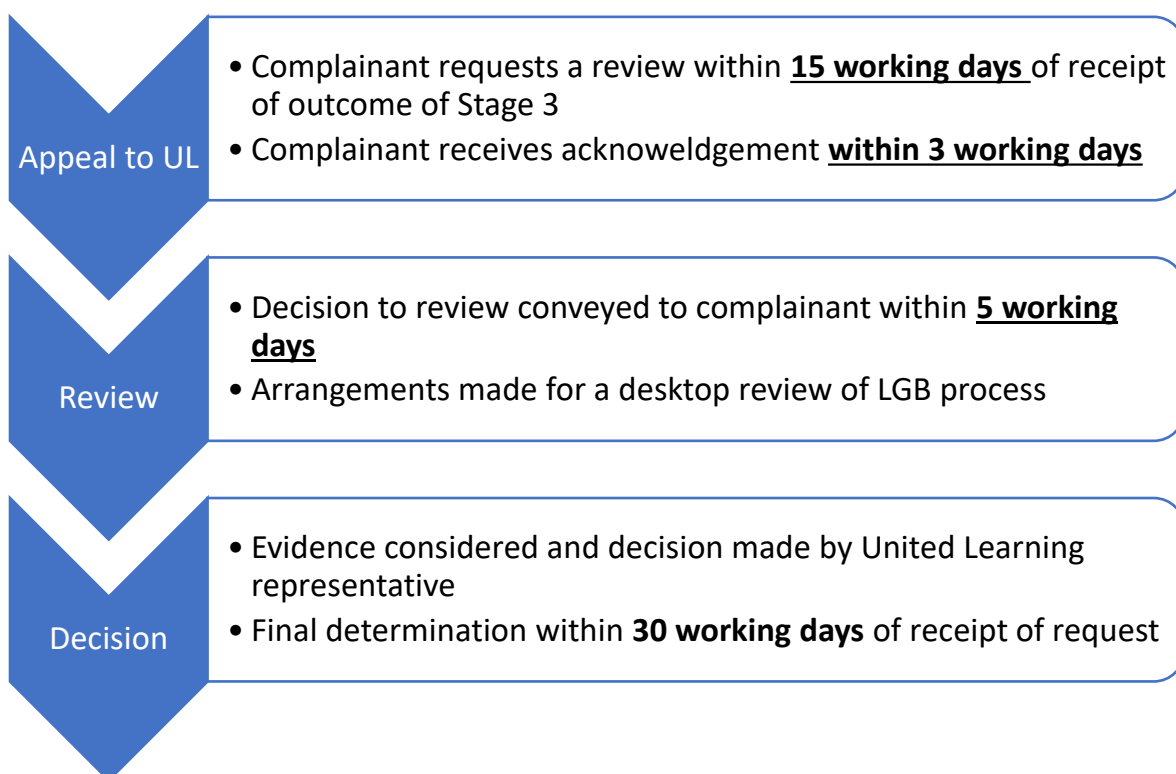 Appeal to UL
• Complainant requests a review within 15 working days of receipt
of outcome of Stage 3
• Complainant receives acknoweldgement within 3 working days
Review
• Decision to review conveyed to complainant within 5 working
days
• Arrangements made for a desktop review of LGB process
Decision
• Evidence considered and decision made by United Learning
representative
• Final determination within 30 working days of receipt of request